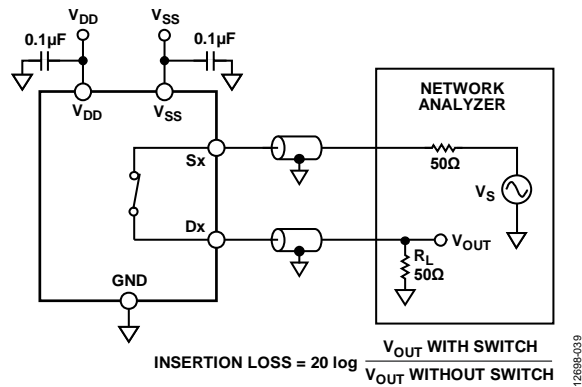 VDD
VSS
0.1µF
0.1µF
VDD
VSS
NETWORK
ANALYZER
Sx
50Ω
VS
Dx
VOUT
RL
50Ω
GND
INSERTION LOSS = 20 log VOUT WITH SWITCH
VOUT WITHOUT SWITCH
12698-039